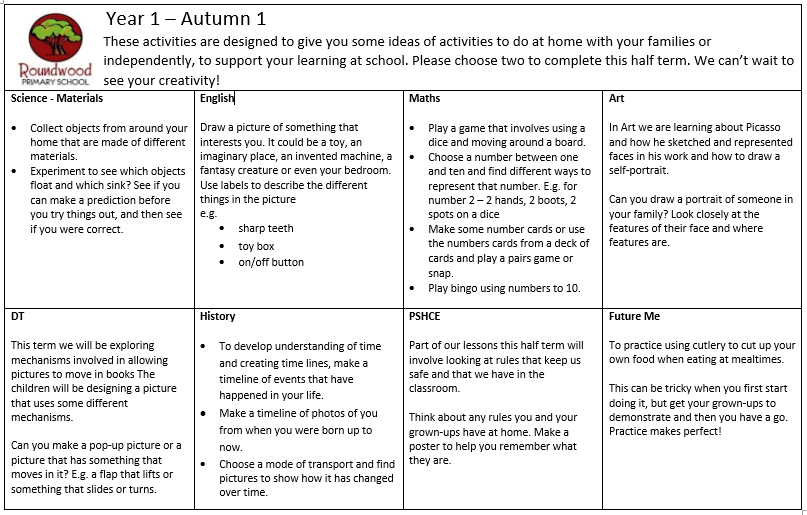 Roundwood
PRIMARY SCHOOL
Year 1 – Autumn 1
These activities are designed to give you some ideas of activities to do at home with your families or
independently, to support your learning at school. Please choose two to complete this half term. We can't wait to
see your creativity!
Science - Materials
• Collect objects from around your
home that are made of different
materials.
• Experiment to see which objects
float and which sink? See if you
can make a prediction before
you try things out, and then see
if you were correct.
English
Draw a picture of something that
interests you. It could be a toy, an
imaginary place, an invented machine, a
fantasy creature or even your bedroom.
Use labels to describe the different
things in the picture
e.g.
• sharp teeth
• toy box
• on/off button
Maths
• Play a game that involves using a
dice and moving around a board.
• Choose a number between one
and ten and find different ways to
represent that number. E.g. for
number 2 – 2 hands, 2 boots, 2
spots on a dice
• Make some number cards or use
the numbers cards from a deck of
cards and play a pairs game or
snap.
• Play bingo using numbers to 10.
Art
In Art we are learning about Picasso
and how he sketched and represented
faces in his work and how to draw a
self-portrait.
Can you draw a portrait of someone in
your family? Look closely at the
features of their face and where
features are.
DT
This term we will be exploring
mechanisms involved in allowing
pictures to move in books The
children will be designing a picture
that uses some different
mechanisms.
Can you make a pop-up picture or a
picture that has something that
moves in it? E.g. a flap that lifts or
something that slides or turns.
History
• To develop understanding of time
and creating time lines, make a
timeline of events that have
happened in your life.
• Make a timeline of photos of you
from when you were born up to
now.
• Choose a mode of transport and find
pictures to show how it has changed
over time.
PSHCE
Part of our lessons this half term will
involve looking at rules that keep us
safe and that we have in the
classroom.
Think about any rules you and your
grown-ups have at home. Make a
poster to help you remember what
they are.
Future Me
To practice using cutlery to cut up your
own food when eating at mealtimes.
This can be tricky when you first start
doing it, but get your grown-ups to
demonstrate and then you have a go.
Practice makes perfect!